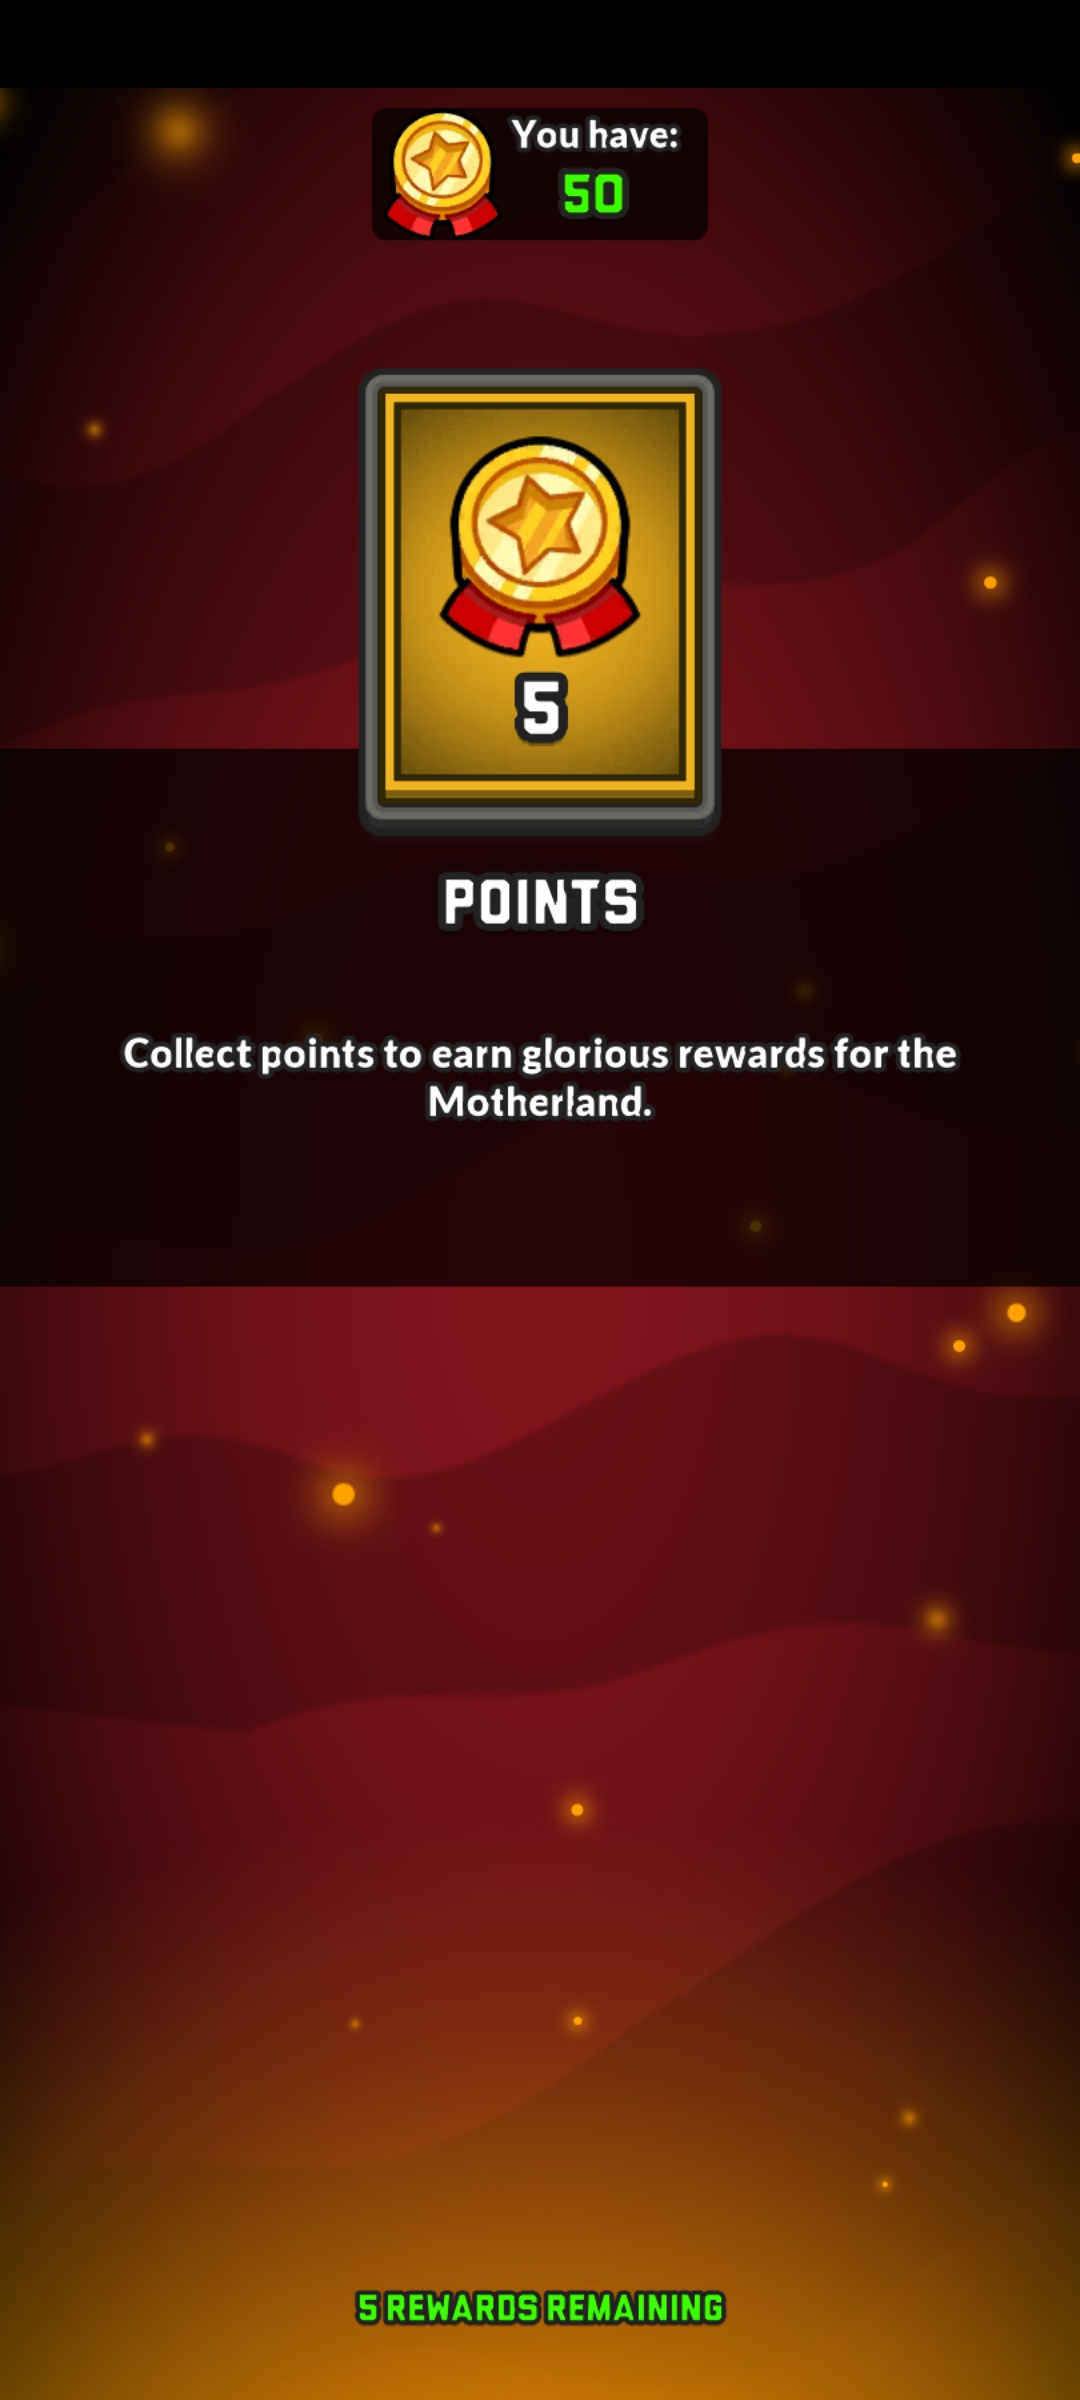 You have:
50
5
POINTS
Collect points to earn glorious rewards for the
Motherland.
5 REWARDS REMAINING